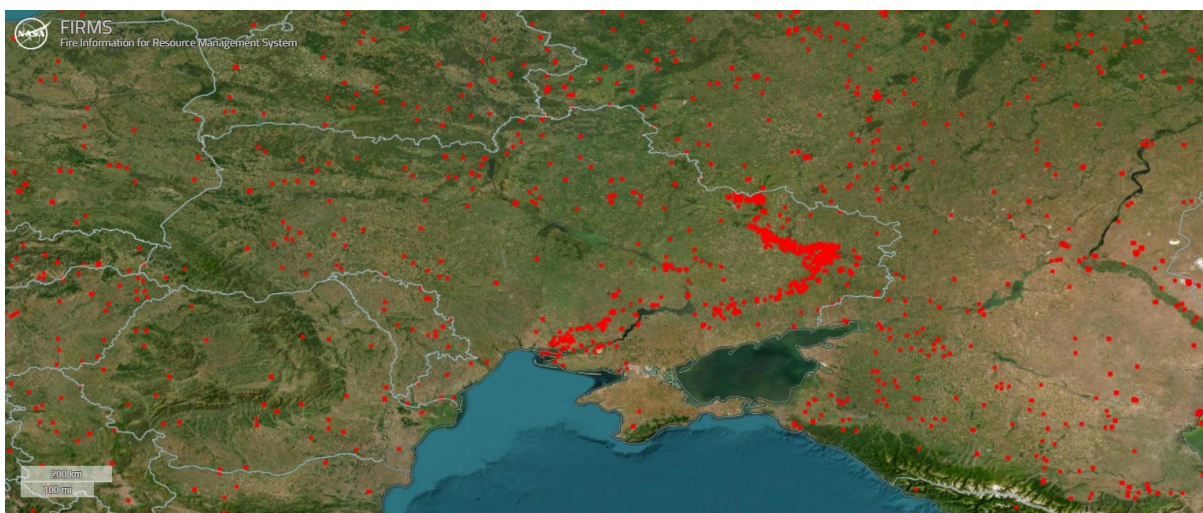 NASA
FIRMS
Fire Information for Resource Management System
200 km
100 mi